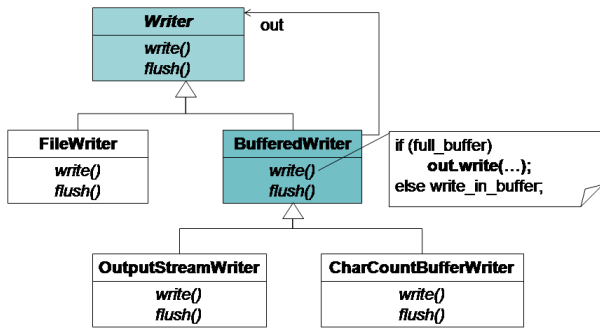 Writer
out
write()
flush()
FileWriter
write()
flush()
BufferedWriter
write()
flush()
if (full_buffer)
out.write(…);
else write_in_buffer;
OutputStreamWriter
write()
flush()
CharCountBufferWriter
write()
flush()